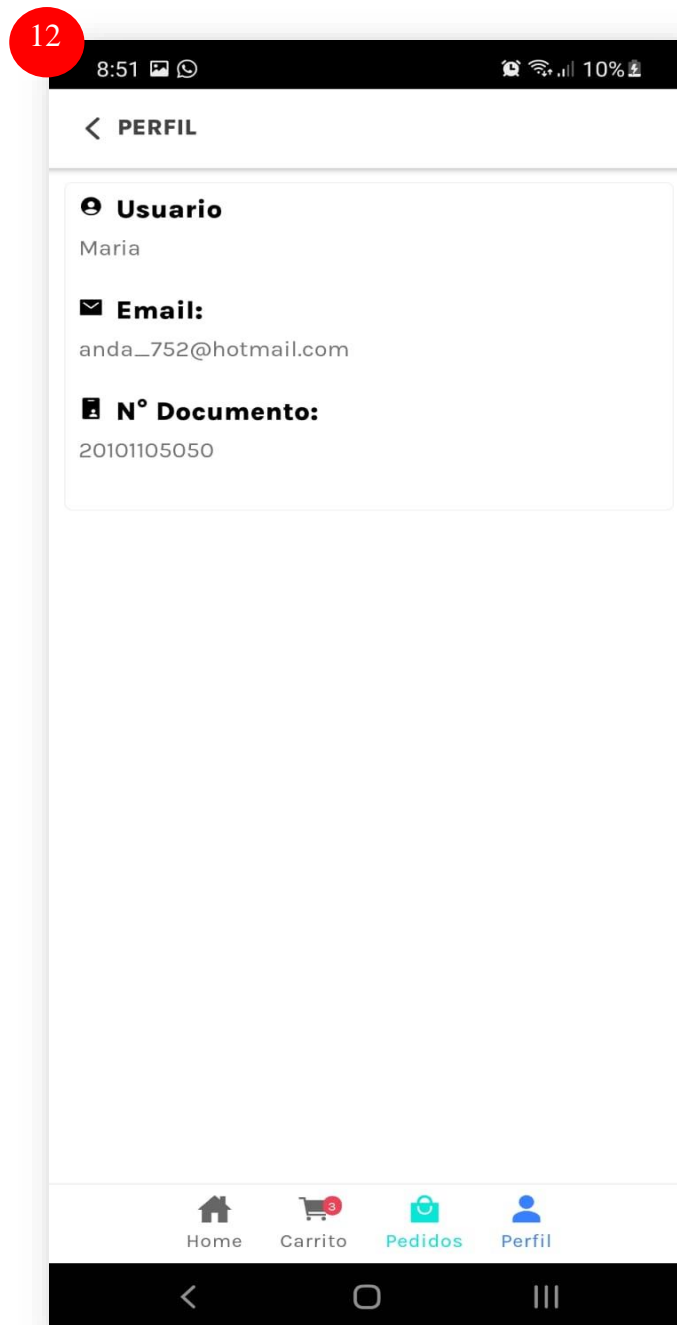 12
8:51 10%
PERFIL
Usuario
Maria
Email:
anda_752@hotmail.com
N° Documento:
20101105050
3
Home Carrito Pedidos Perfil